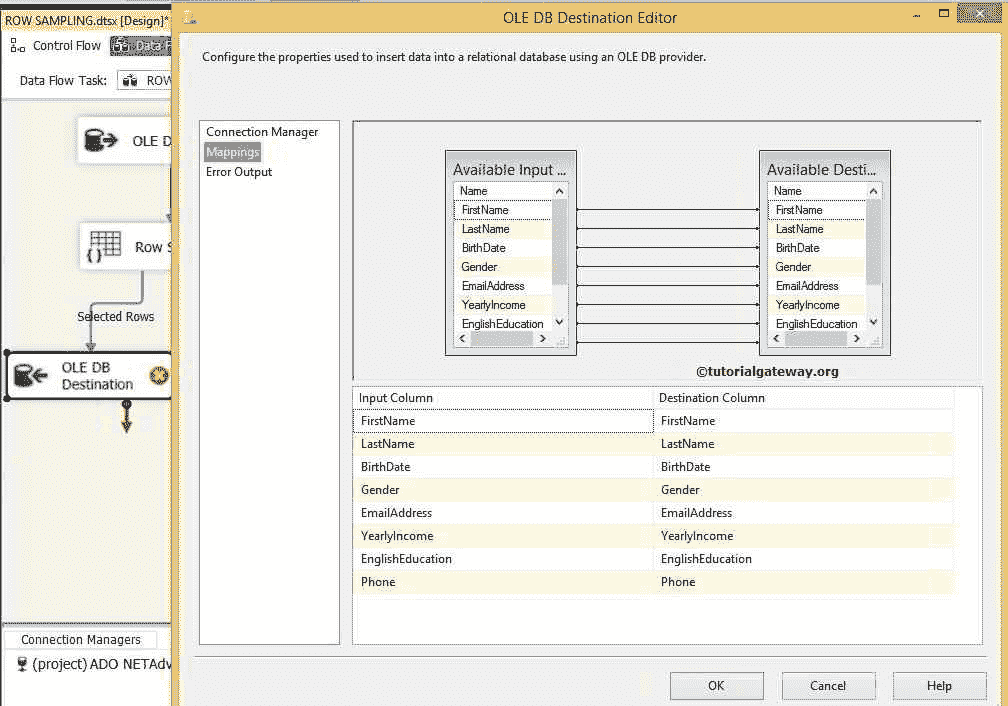 ROW SAMPLING.dtsx [Design]*
OLE DB Destination Editor
Control Flow
Data F
Data Flow Task:
ROW
Configure the properties used to insert data into a relational database using an OLE DB provider.
OLE D
Row S
Selected Rows
OLE DB
Destination
Connection Managers
(project) ADO NETAdv
Connection Manager
Mappings
Error Output
Available Input ...
Name
FirstName
LastName
BirthDate
Gender
EmailAddress
YearlyIncome
EnglishEducation
Available Desti...
Name
FirstName
LastName
BirthDate
Gender
EmailAddress
YearlyIncome
EnglishEducation
©tutorialgateway.org
Input Column Destination Column
FirstName FirstName
LastName LastName
BirthDate BirthDate
Gender Gender
EmailAddress EmailAddress
YearlyIncome YearlyIncome
EnglishEducation EnglishEducation
Phone Phone
OK Cancel Help